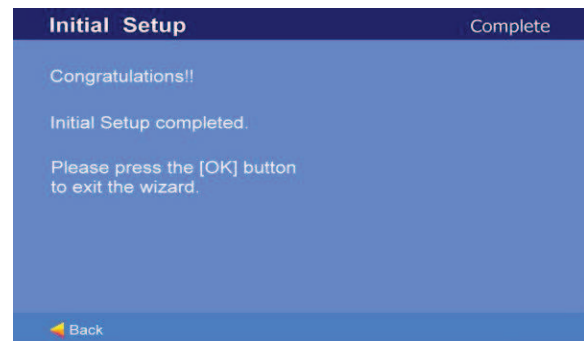 Initial Setup
Complete
Congratulations!!
Initial Setup completed.
Please press the [OK] button
to exit the wizard.
Back